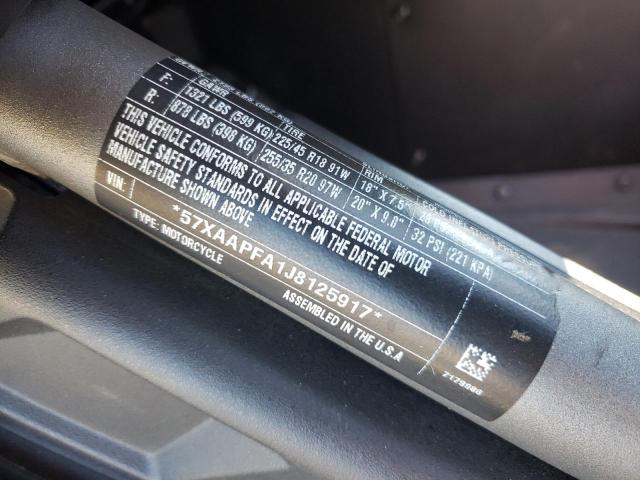 GAWR TIRE RIM
F: 1321 LBS (599 KG) 225/45 R18 91W 18" X 7.5"
R: 878 LBS (398 KG) 255/35 R20 97W 20" X 9.0" 32 PSI (221 KPA)
THIS VEHICLE CONFORMS TO ALL APPLICABLE FEDERAL MOTOR
VEHICLE SAFETY STANDARDS IN EFFECT ON THE DATE OF
MANUFACTURE SHOWN ABOVE
VIN: *57XAAPFA1J8125917*
TYPE: MOTORCYCLE
ASSEMBLED IN THE U.S.A